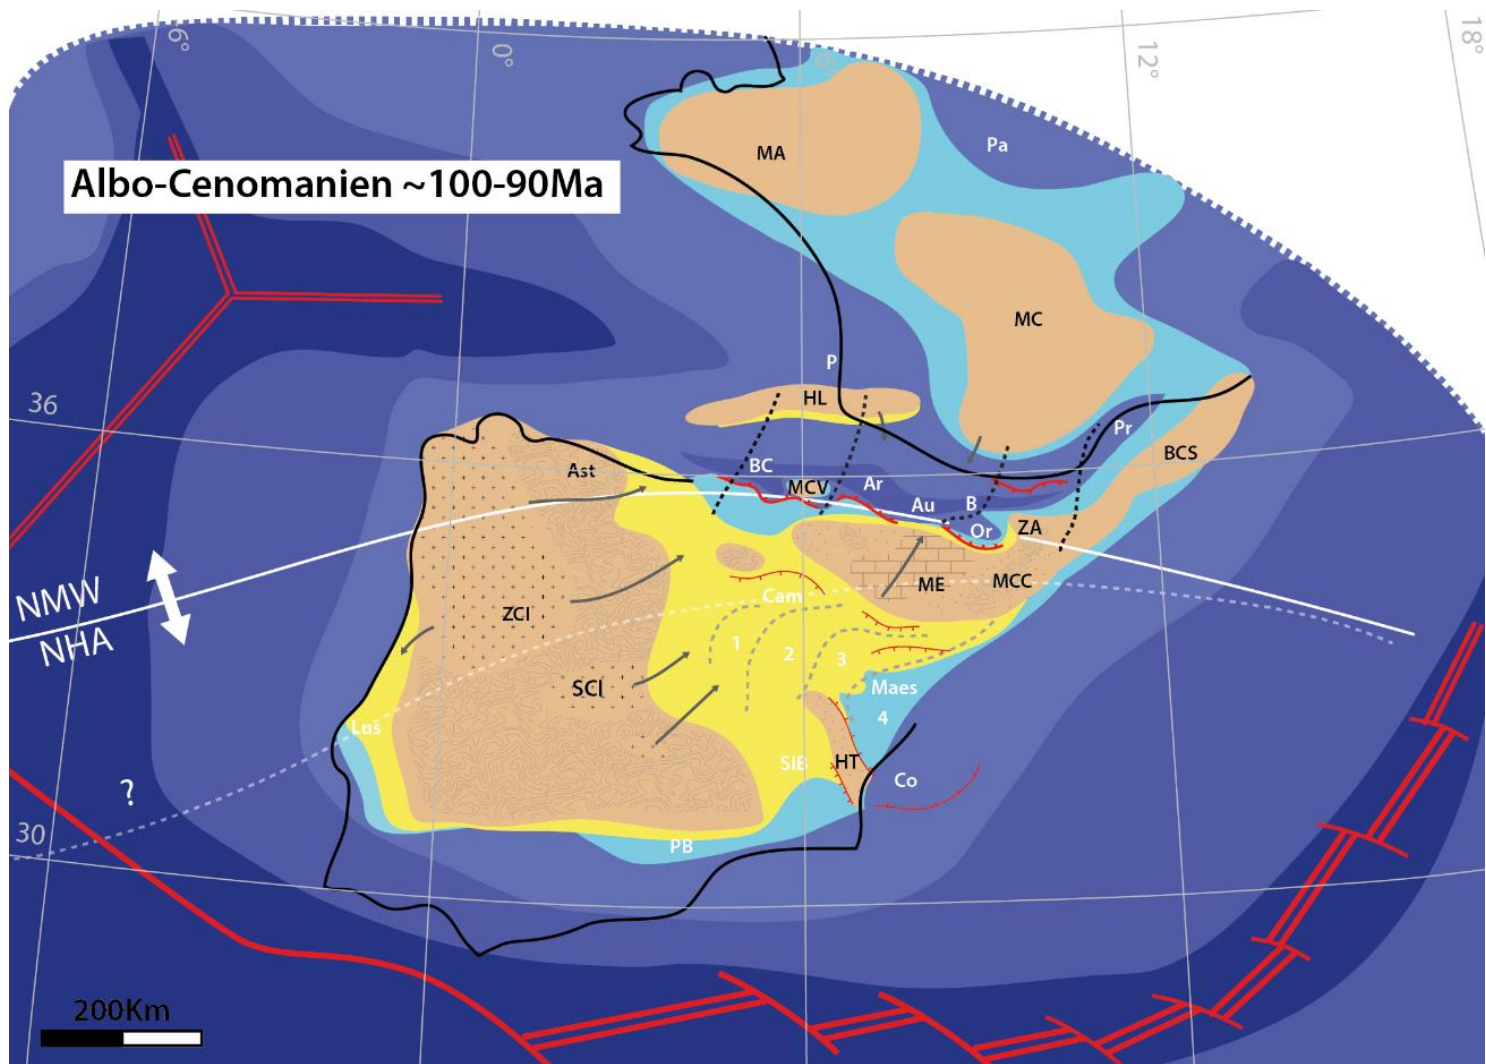 6°
0°
6°
12°
18°
Albo-Cenomanien ~100-90Ma
MA
Pa
MC
P
HL
36
Pr
BCS
Ast
BC
MCV
Ar
Au
B
Or
ZA
NMW
NHA
ZCI
Cam
ME
MCC
1
2
3
SCI
Maes
4
Lus
SIB
HT
Co
?
30
PB
200Km